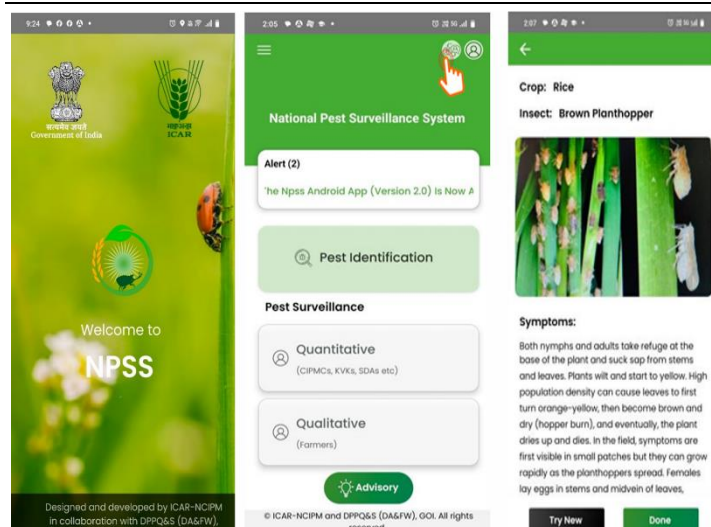 9:24
सत्यमेव जयते
Government of India
ICAR
Welcome to
NPSS
Designed and developed by ICAR-NCIPM
in collaboration with DPPQ&S (DA&FW),
2:05
National Pest Surveillance System
Alert (2)
'he Npss Android App (Version 2.0) Is Now A
Pest Identification
Pest Surveillance
Quantitative
(CIPMCs, KVKs, SDAs etc)
Qualitative
(Farmers)
Advisory
© ICAR-NCIPM and DPPQ&S (DA&FW), GOI. All rights
reserved
2:07
Crop: Rice
Insect: Brown Planthopper
Symptoms:
Both nymphs and adults take refuge at the
base of the plant and suck sap from stems
and leaves. Plants wilt and start to yellow. High
population density can cause leaves to first
turn orange-yellow, then become brown and
dry (hopper burn), and eventually, the plant
dries up and dies. In the field, symptoms are
first visible in small patches but they can grow
rapidly as the planthoppers spread. Females
lay eggs in stems and midvein of leaves,
Try New
Done